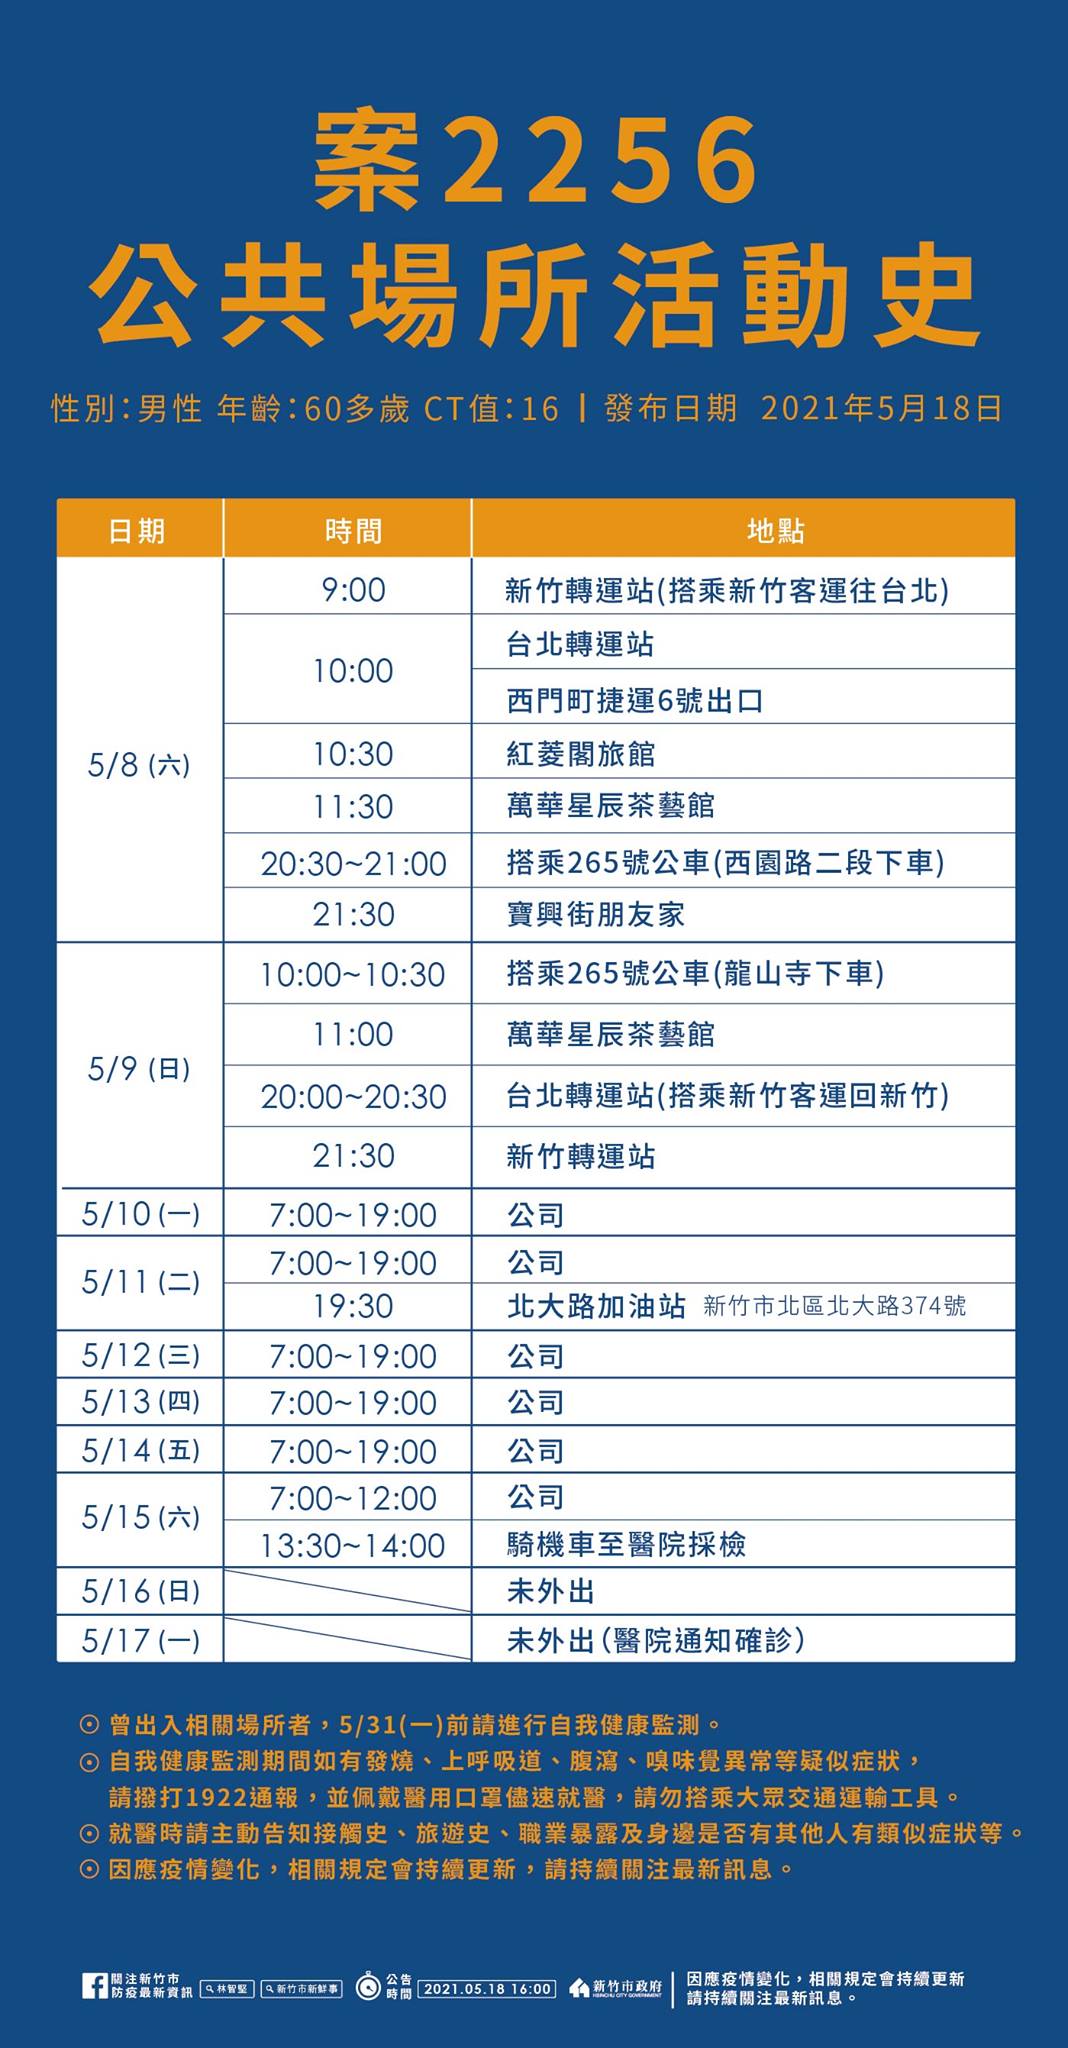 案2256
公共場所活動史
性別：男性 年齡：60多歲 CT值：16 | 發布日期 2021年5月18日
日期 時間 地點
5/8 (六)
9:00 新竹轉運站(搭乘新竹客運往台北)
10:00 台北轉運站
西門町捷運6號出口
10:30 紅菱閣旅館
11:30 萬華星辰茶藝館
20:30~21:00 搭乘265號公車(西園路二段下車)
21:30 寶興街朋友家
5/9 (日)
10:00~10:30 搭乘265號公車(龍山寺下車)
11:00 萬華星辰茶藝館
20:00~20:30 台北轉運站(搭乘新竹客運回新竹)
21:30 新竹轉運站
5/10 (一) 7:00~19:00 公司
5/11 (二) 7:00~19:00 公司
19:30 北大路加油站 新竹市北區北大路374號
5/12 (三) 7:00~19:00 公司
5/13 (四) 7:00~19:00 公司
5/14 (五) 7:00~19:00 公司
5/15 (六) 7:00~12:00 公司
13:30~14:00 騎機車至醫院採檢
5/16 (日) 未外出
5/17 (一) 未外出（醫院通知確診）
⊙ 曾出入相關場所者，5/31(一)前請進行自我健康監測。
⊙ 自我健康監測期間如有發燒、上呼吸道、腹瀉、嗅味覺異常等疑似症狀，
請撥打1922通報，並佩戴醫用口罩儘速就醫，請勿搭乘大眾交通運輸工具。
⊙ 就醫時請主動告知接觸史、旅遊史、職業暴露及身邊是否有其他人有類似症狀等。
⊙ 因應疫情變化，相關規定會持續更新，請持續關注最新訊息。
關注新竹市
防疫最新資訊
林智堅
新竹市新鮮事
公告
時間
2021.05.18 16:00
新竹市政府
HSINCHU CITY GOVERNMENT
因應疫情變化，相關規定會持續更新
請持續關注最新訊息。